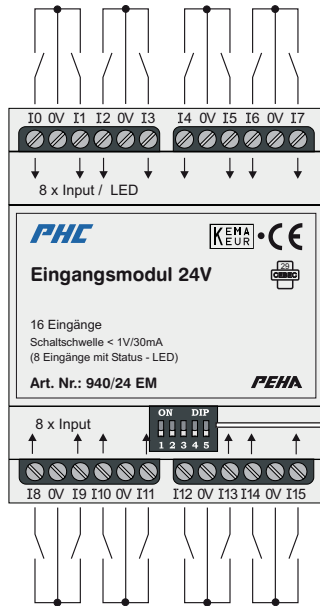 I0 0V I1 I2 0V I3 I4 0V I5 I6 0V I7
8 x Input / LED
PHC
KEMA
EUR
CE
Eingangsmodul 24V
29
CEBEC
16 Eingänge
Schaltschwelle < 1V/30mA
(8 Eingänge mit Status - LED)
Art. Nr.: 940/24 EM
PEHA
8 x Input
ON DIP
1 2 3 4 5
I8 0V I9 I10 0V I11 I12 0V I13 I14 0V I15